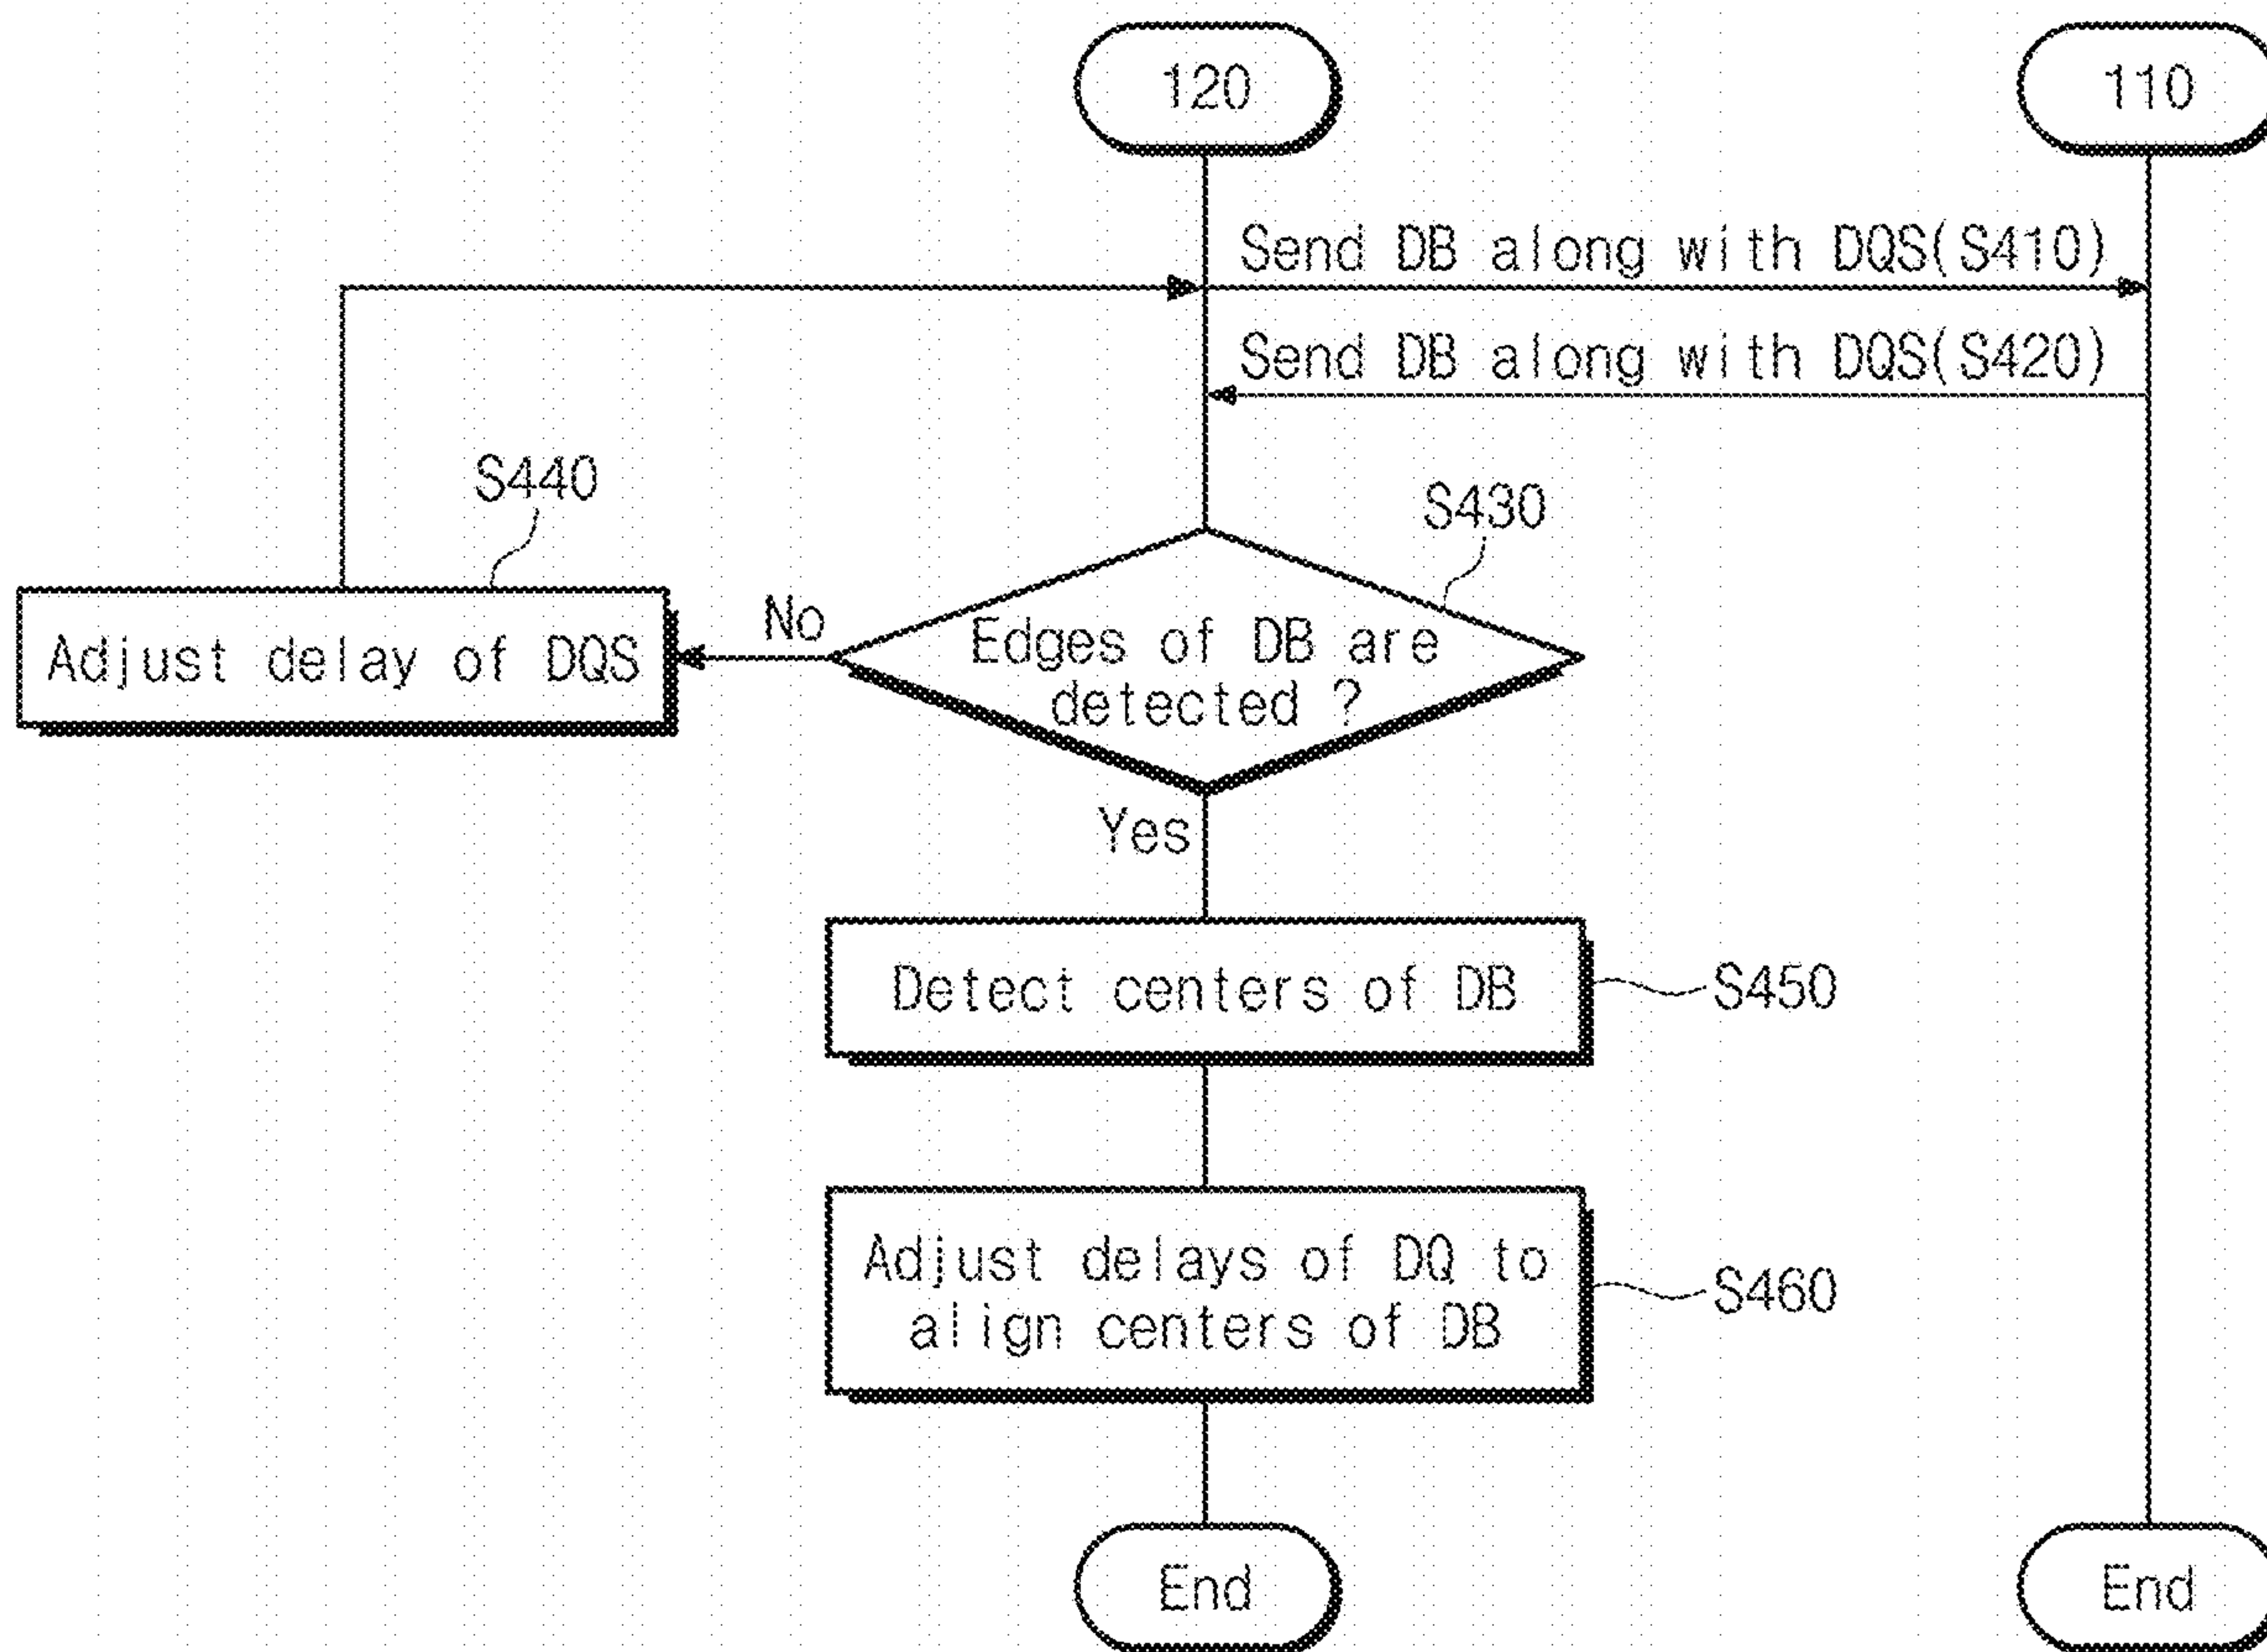 120
110
Send DB along with DQS(S410)
Send DB along with DQS(S420)
S440
S430
Adjust delay of DQS
No
Edges of DB are
detected ?
Yes
Detect centers of DB
S450
Adjust delays of DQ to
align centers of DB
S460
End
End